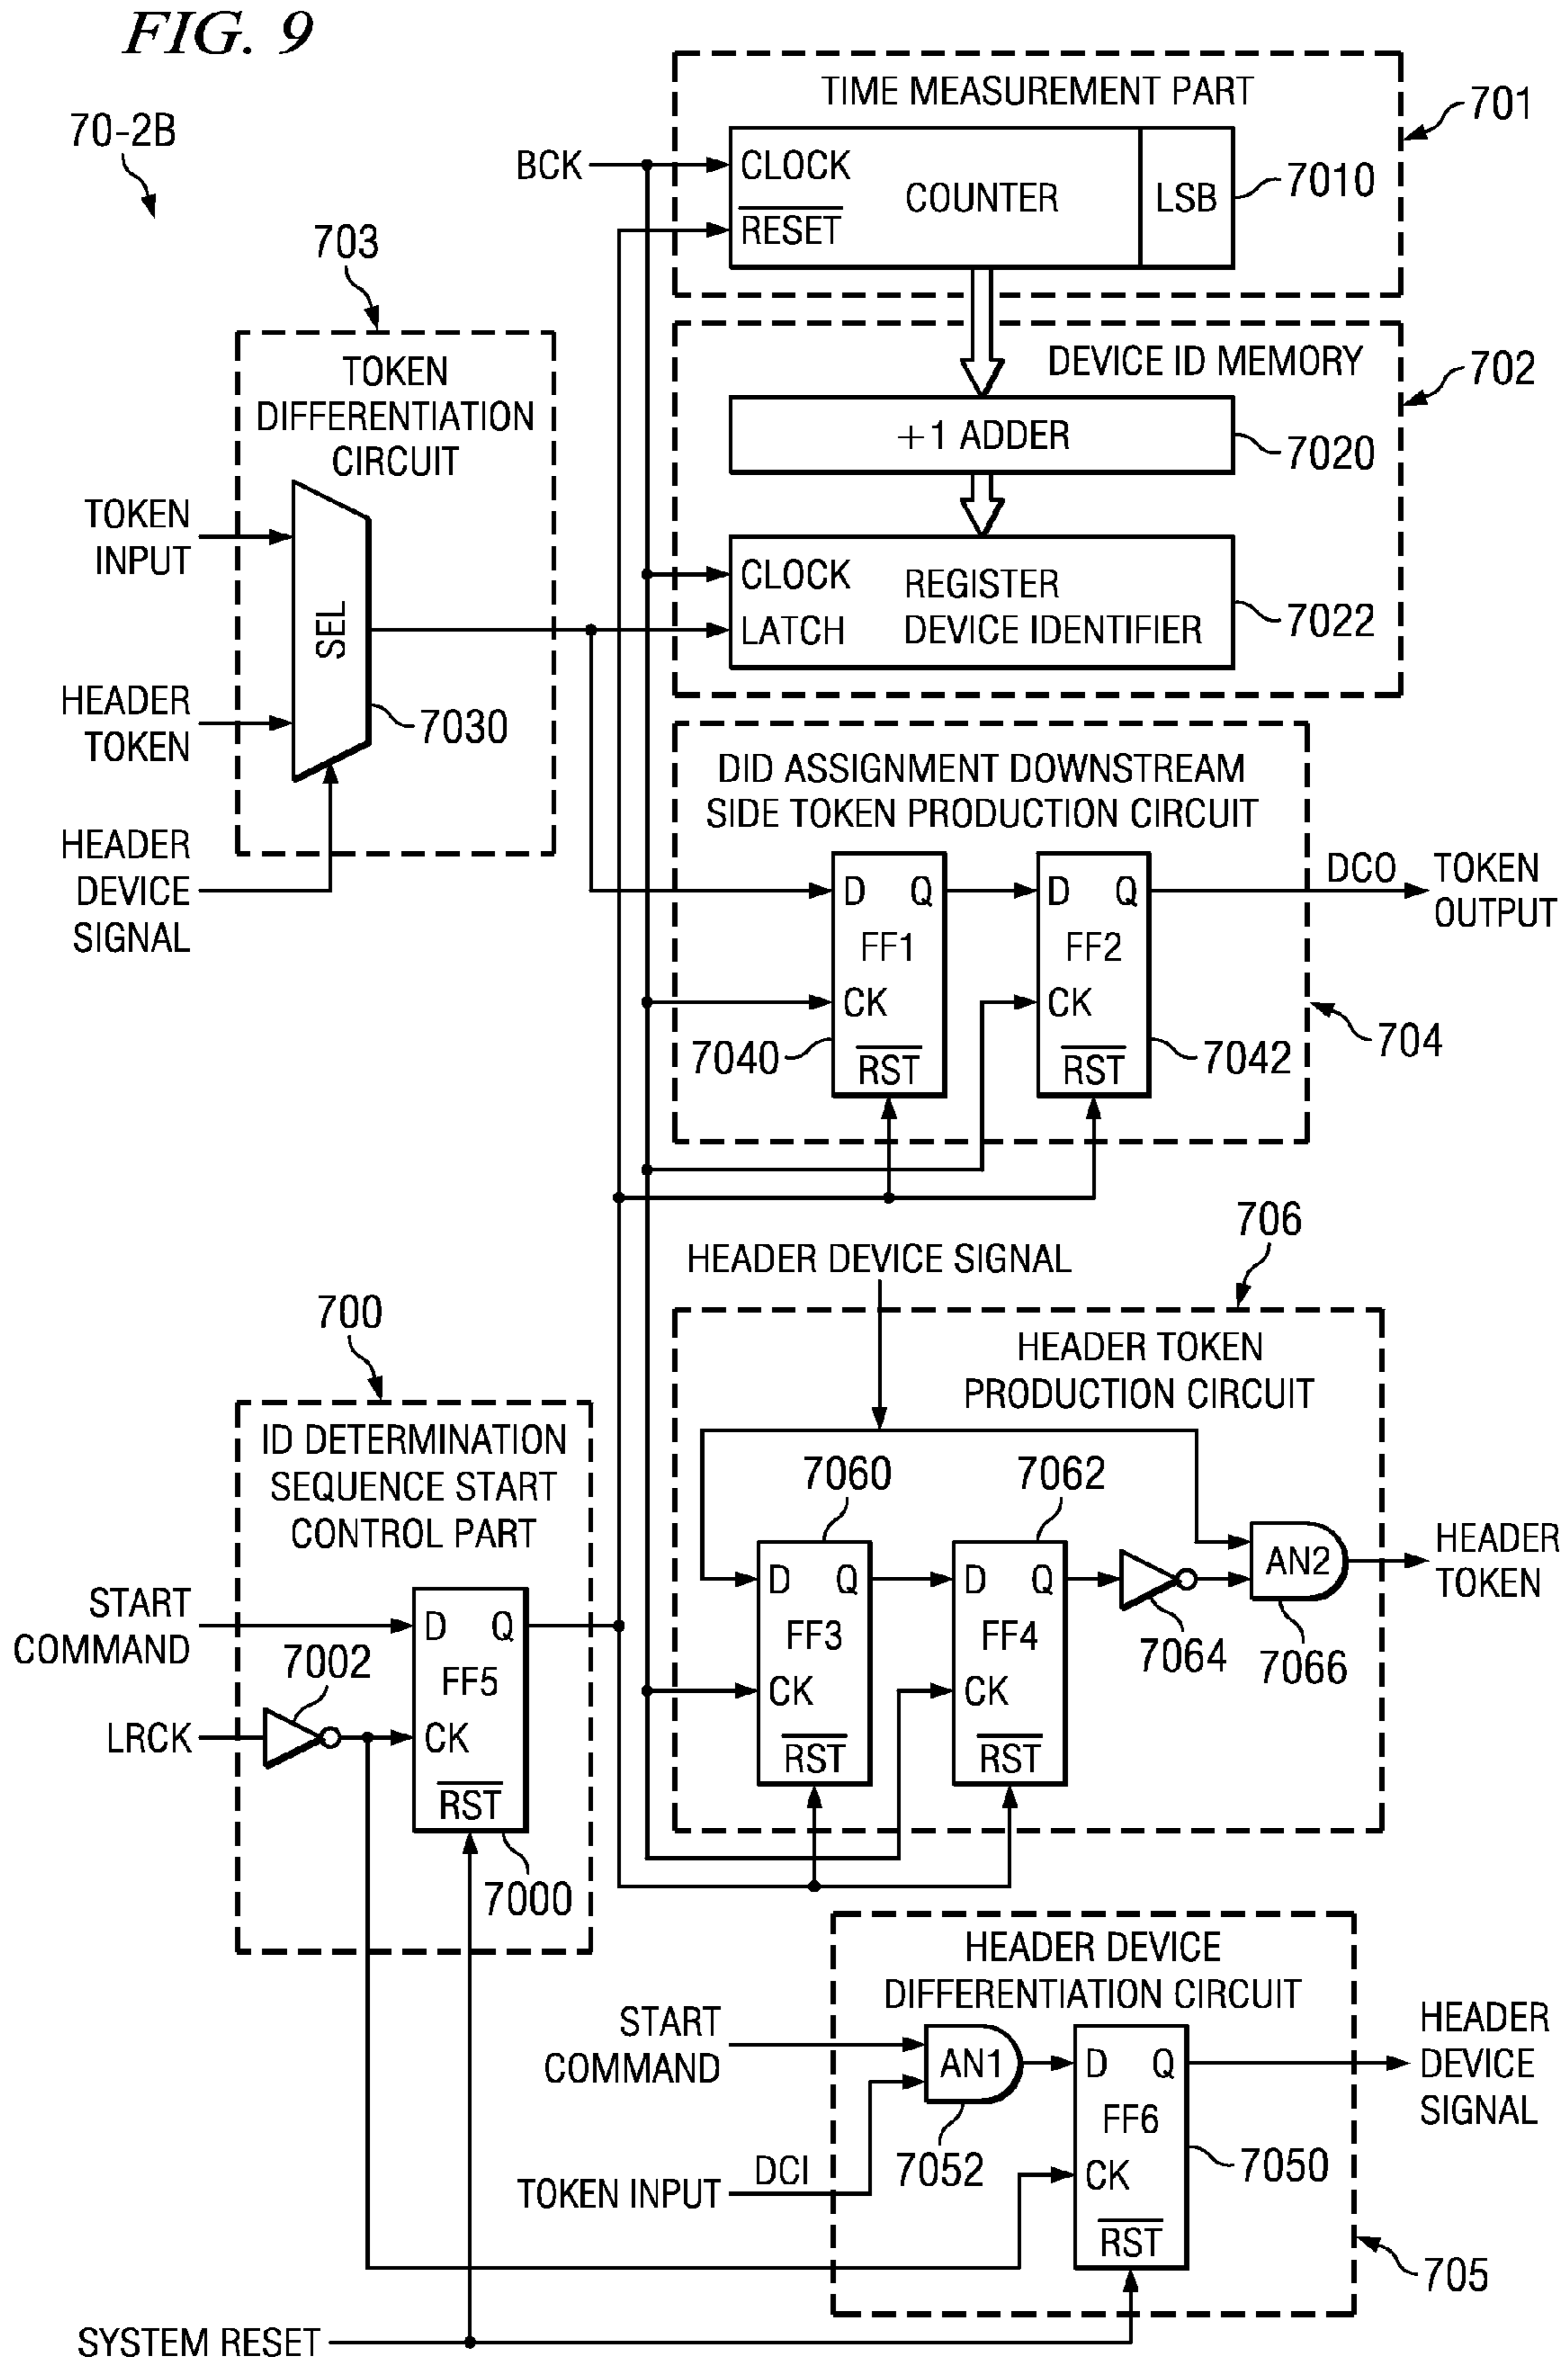 FIG. 9
70-2B
TIME MEASUREMENT PART
701
BCK
CLOCK
COUNTER
LSB
RESET
7010
703
TOKEN
DIFFERENTIATION
CIRCUIT
DEVICE ID MEMORY
702
+1 ADDER
7020
TOKEN
INPUT
SEL
CLOCK
LATCH
REGISTER
DEVICE IDENTIFIER
7022
HEADER
TOKEN
7030
HEADER
DEVICE
SIGNAL
DID ASSIGNMENT DOWNSTREAM
SIDE TOKEN PRODUCTION CIRCUIT
D Q
FF1
CK
RST
7040
D Q
FF2
CK
RST
7042
DCO
TOKEN
OUTPUT
704
HEADER DEVICE SIGNAL
706
HEADER TOKEN
PRODUCTION CIRCUIT
700
ID DETERMINATION
SEQUENCE START
CONTROL PART
7060
7062
D Q
FF3
CK
RST
D Q
FF4
CK
RST
7064
AN2
7066
HEADER
TOKEN
START
COMMAND
7002
LRCK
D Q
FF5
CK
RST
7000
HEADER DEVICE
DIFFERENTIATION CIRCUIT
START
COMMAND
AN1
7052
TOKEN INPUT
DCI
D Q
FF6
CK
RST
7050
HEADER
DEVICE
SIGNAL
705
SYSTEM RESET